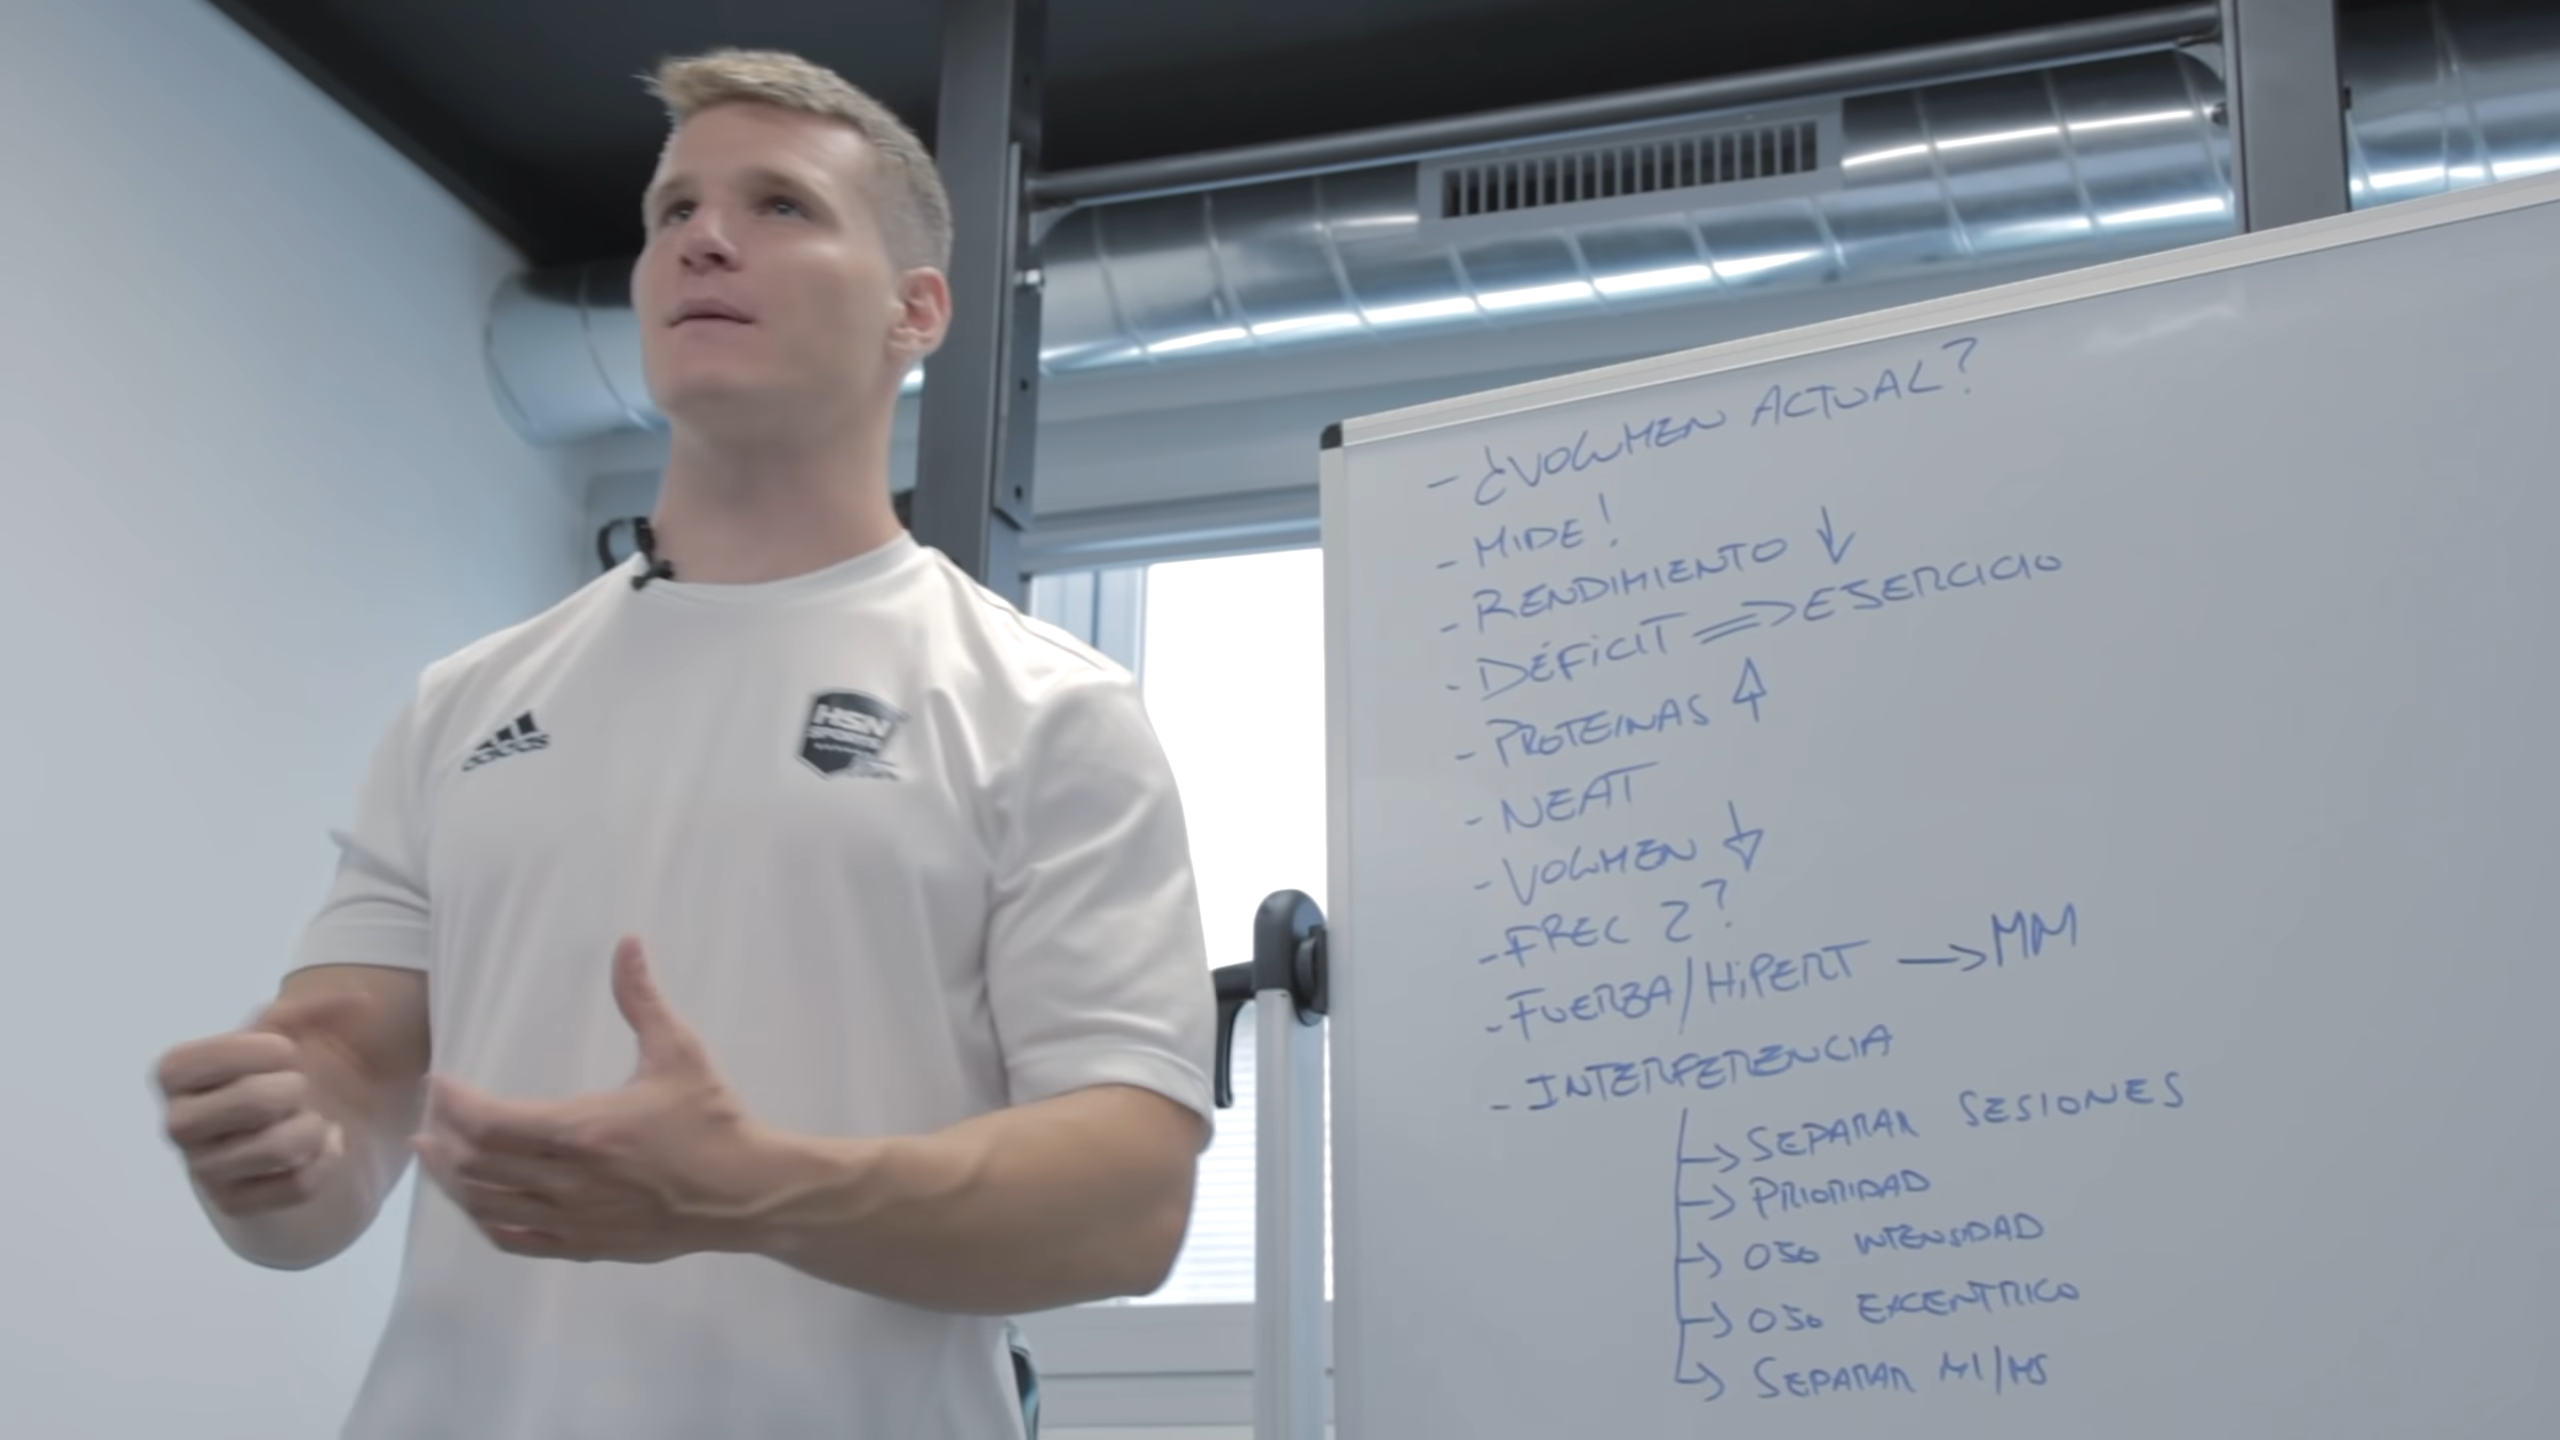 adidas
HSN
SPORTS
- ¿VOLUMEN ACTUAL?
- MIDE!
- RENDIMIENTO ↓
- DÉFICIT ⇒ EJERCICIO
- PROTEINAS ↑
- NEAT
- VOLUMEN ↓
- FREC 2?
- FUERZA/HIPERT → MM
- INTERFERENCIA
→ SEPARAR SESIONES
→ PRIORIDAD
→ OJO INTENSIDAD
→ OJO EXCENTRICO
→ SEPARAR MI/MS